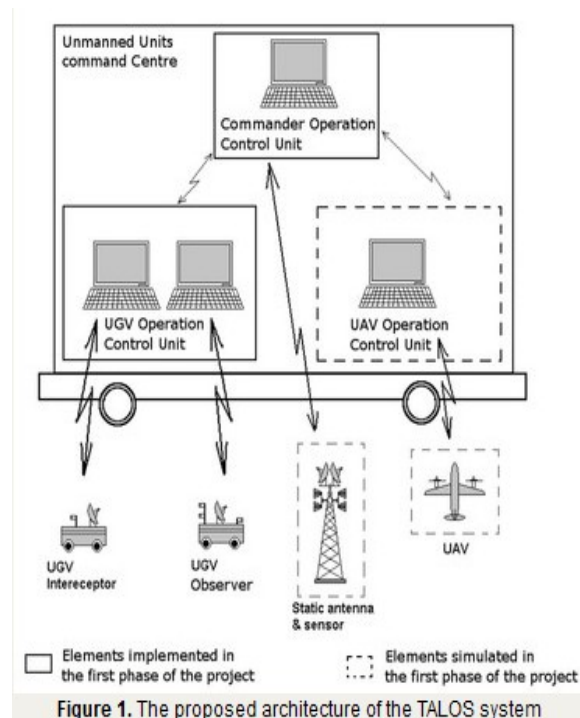 Unmanned Units
command Centre
Commander Operation
Control Unit
UGV Operation
Control Unit
UAV Operation
Control Unit
UGV
Intereceptor
UGV
Observer
Static antenna
& sensor
UAV
Elements implemented in
the first phase of the project
Elements simulated in
the first phase of the project
Figure 1. The proposed architecture of the TALOS system